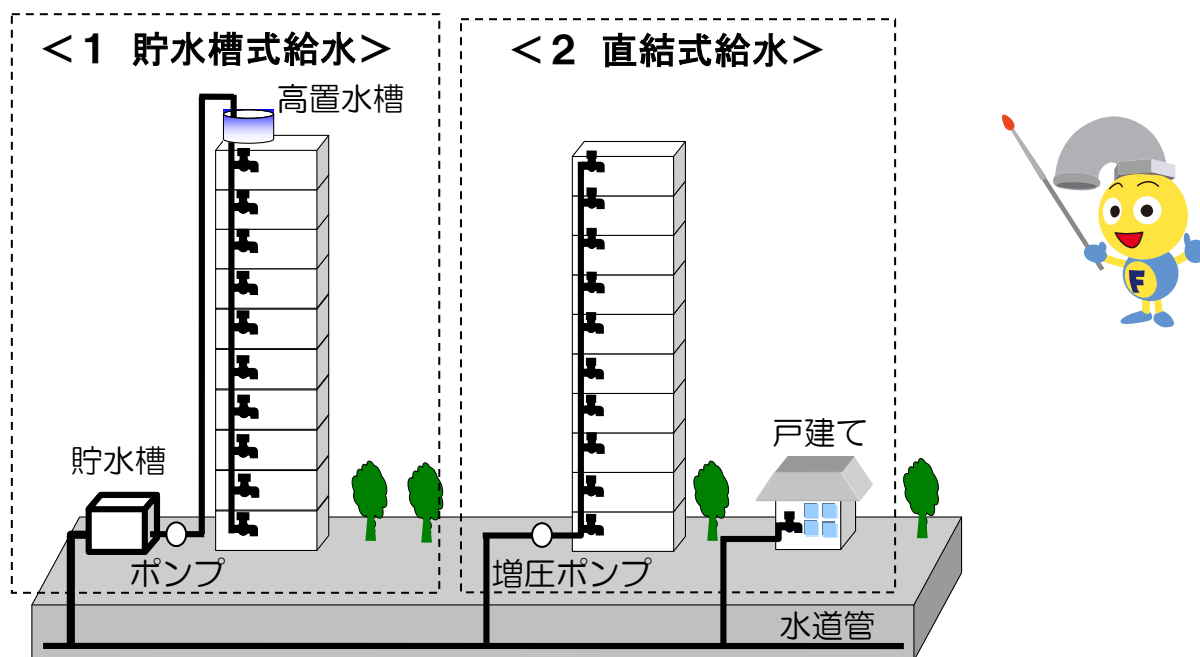 ＜１ 貯水槽式給水＞
高置水槽
貯水槽
ポンプ
＜２ 直結式給水＞
増圧ポンプ
戸建て
水道管
F